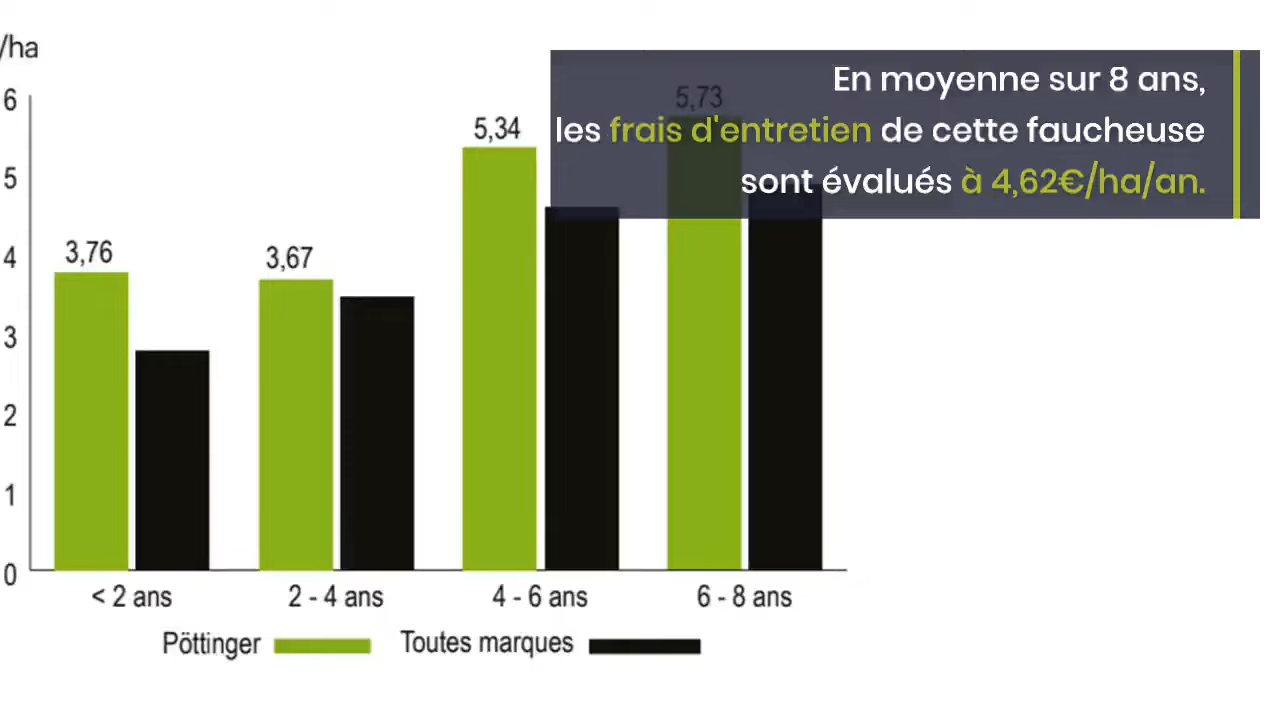 /ha
En moyenne sur 8 ans,
les frais d'entretien de cette faucheuse
sont évalués à 4,62€/ha/an.
6
5
4
3
2
1
0
3,76
3,67
5,34
5,73
< 2 ans
2 - 4 ans
4 - 6 ans
6 - 8 ans
Pöttinger
Toutes marques